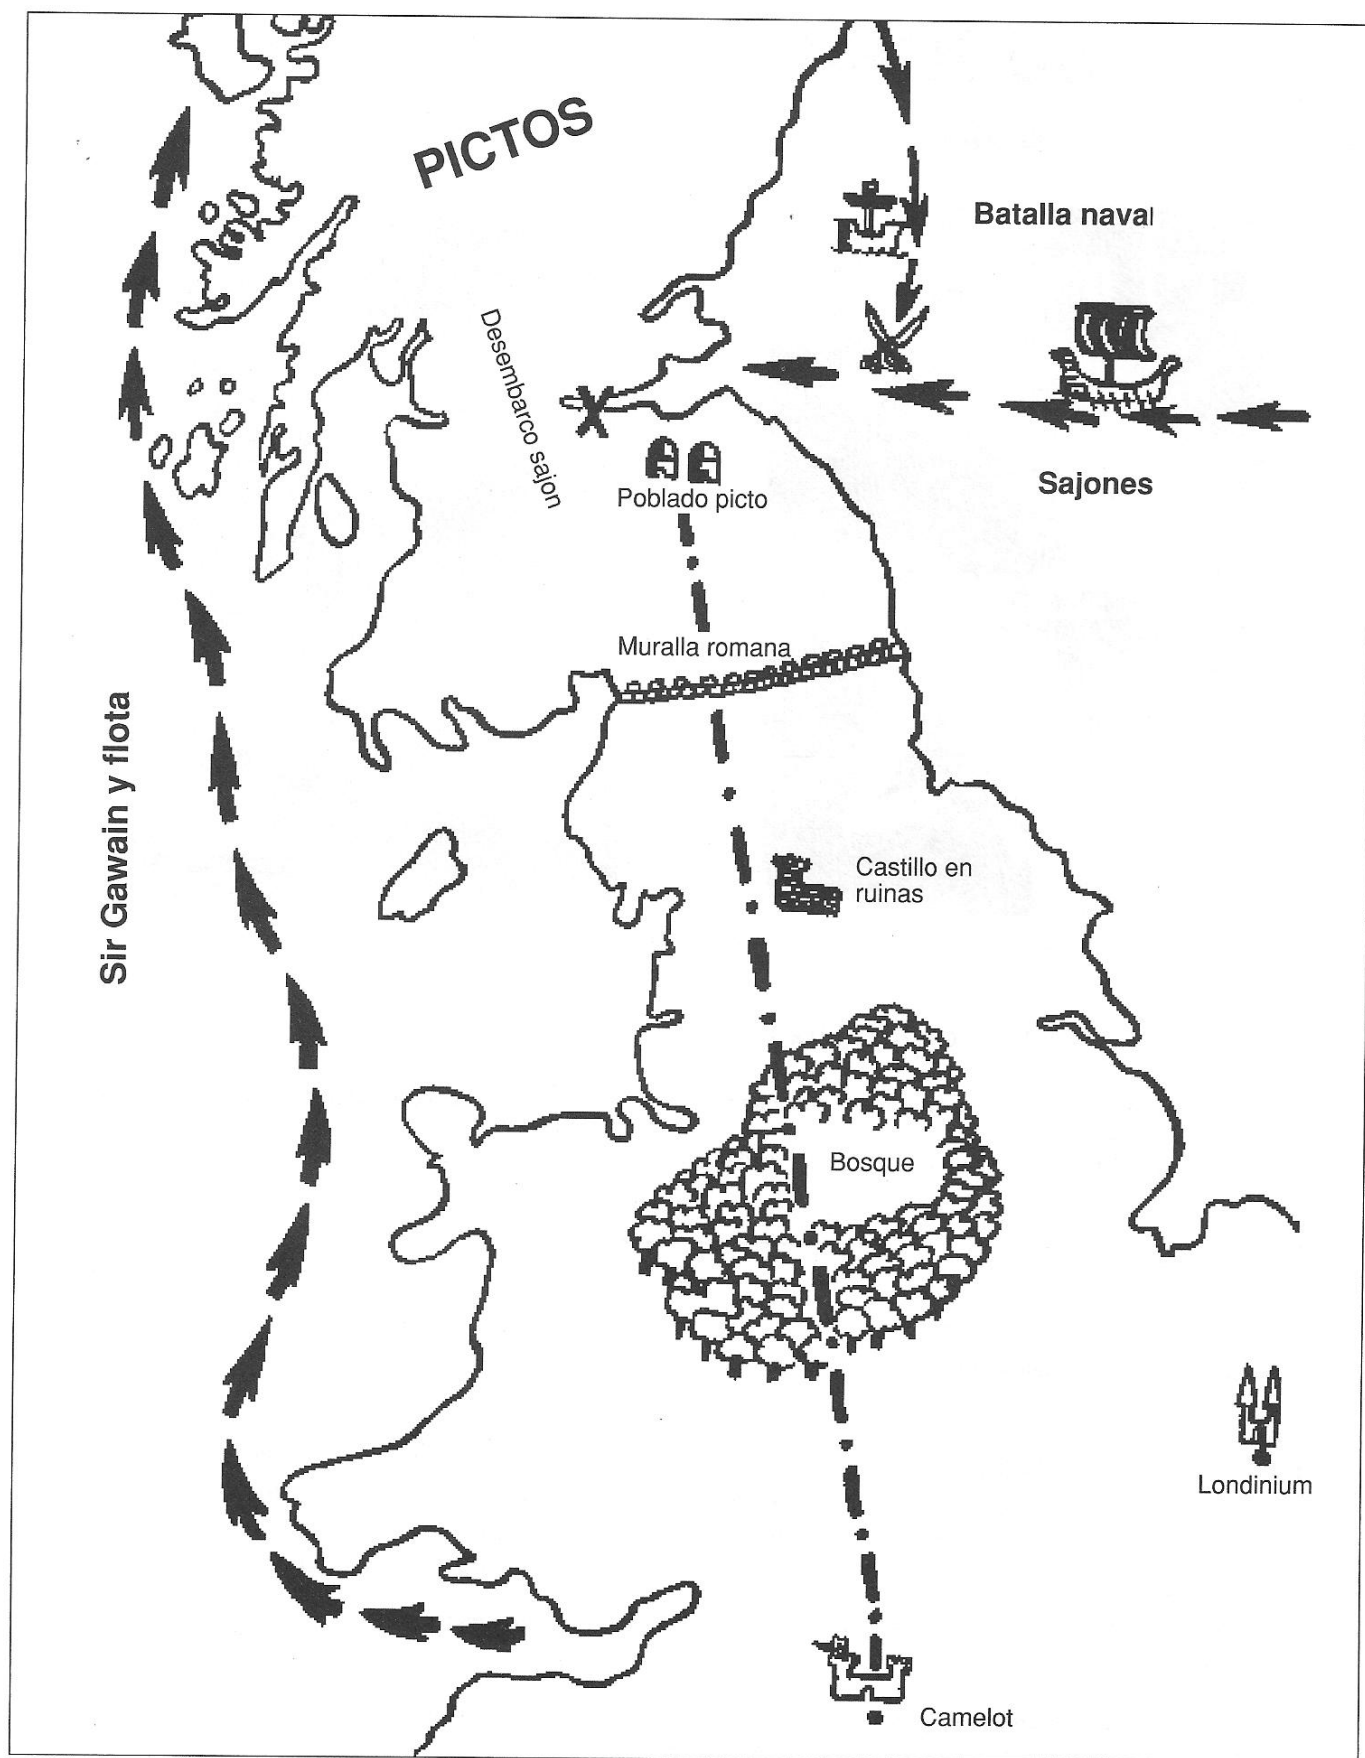 PICTOS
Batalla naval
Desembarco sajon
Sajones
Poblado picto
Muralla romana
Sir Gawain y flota
Castillo en
ruinas
Bosque
Londinium
Camelot